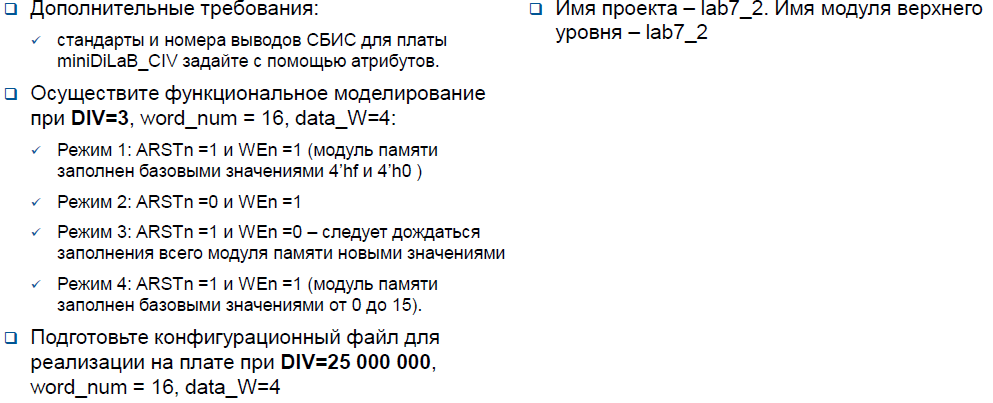 Дополнительные требования:
стандарты и номера выводов СБИС для платы
miniDiLaB_CIV задайте с помощью атрибутов.
Осуществите функциональное моделирование
при DIV=3, word_num = 16, data_W=4:
Режим 1: ARSTn =1 и WEn =1 (модуль памяти
заполнен базовыми значениями 4’hf и 4’h0 )
Режим 2: ARSTn =0 и WEn =1
Режим 3: ARSTn =1 и WEn =0 – следует дождаться
заполнения всего модуля памяти новыми значениями
Режим 4: ARSTn =1 и WEn =1 (модуль памяти
заполнен базовыми значениями от 0 до 15).
Подготовьте конфигурационный файл для
реализации на плате при DIV=25 000 000,
word_num = 16, data_W=4
Имя проекта – lab7_2. Имя модуля верхнего
уровня – lab7_2